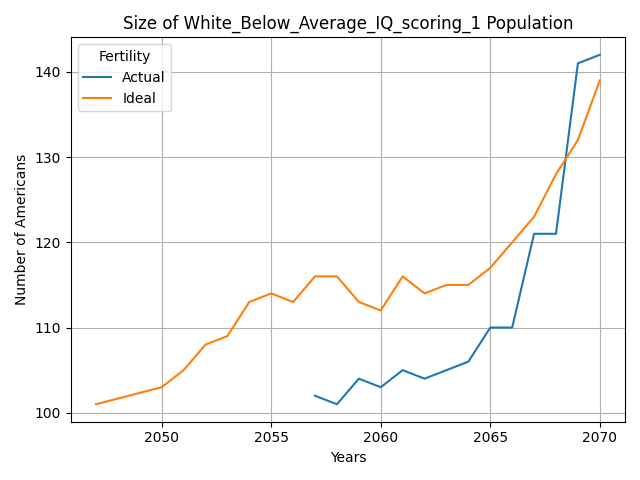 Size of White_Below_Average_IQ_scoring_1 Population
Fertility
Actual
Ideal
Number of Americans
140
130
120
110
100
2050
2055
2060
2065
2070
Years